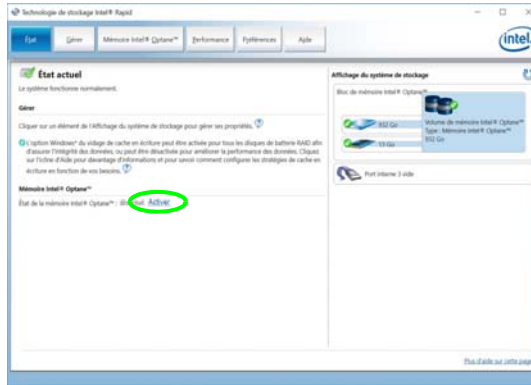 Technologie de stockage Intel® Rapid
État
Gérer
Mémoire Intel® Optane™
Performance
Préférences
Aide
intel
État actuel
Le système fonctionne normalement.
Gérer
Cliquer sur un élément de l'Affichage du système de stockage pour gérer ses propriétés.
L'option Windows* du vidage de cache en écriture peut être activée pour tous les disques de batterie RAID afin
d'assurer l'intégrité des données, ou peut être désactivée pour améliorer la performance des données. Cliquez
sur l'icône d'Aide pour davantage d'informations et pour savoir comment configurer les stratégies de cache en
écriture en fonction de vos besoins.
Mémoire Intel® Optane™
État de la mémoire Intel® Optane™ : Activer
Affichage du système de stockage
Bloc de mémoire Intel® Optane™
932 Go
13 Go
Volume de mémoire Intel® Optane™
Type : Mémoire Intel® Optane™
932 Go
Port interne 3 vide
Plus d'aide sur cette page